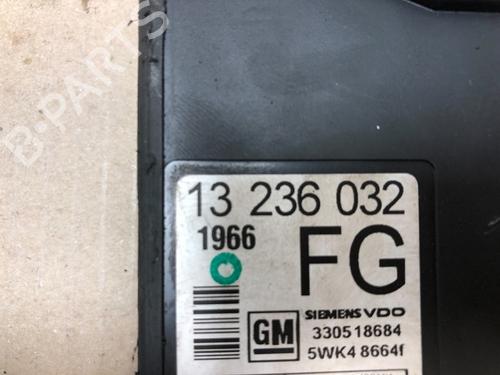 B-PARTS
13 236 032
1966
FG
GM
SIEMENS VDO
330518684
5WK4 8664f